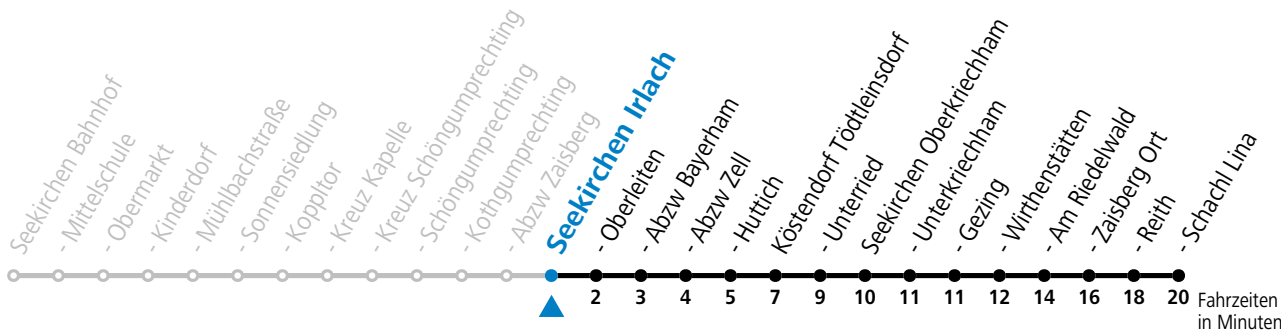 Seekirchen Bahnhof
- Mittelschule
- Obermarkt
- Kinderdorf
- Mühlbachstraße
- Sonnensiedlung
- Koppltor
- Kreuz Kapelle
- Kreuz Schöngumprechting
- Schöngumprechting
- Kothgumprechting
- Abzw Zaisberg
Seekirchen Irlach
- Oberleiten
- Abzw Bayerham
- Abzw Zell
- Huttich
Köstendorf Tödtleinsdorf
- Unterried
Seekirchen Oberkriechham
- Unterkriechham
- Gezing
- Wirthenstätten
- Am Riedelwald
- Zaisberg Ort
- Reith
- Schachl Lina
2 3 4 5 7 9 10 11 11 12 14 16 18 20 Fahrzeiten
in Minuten